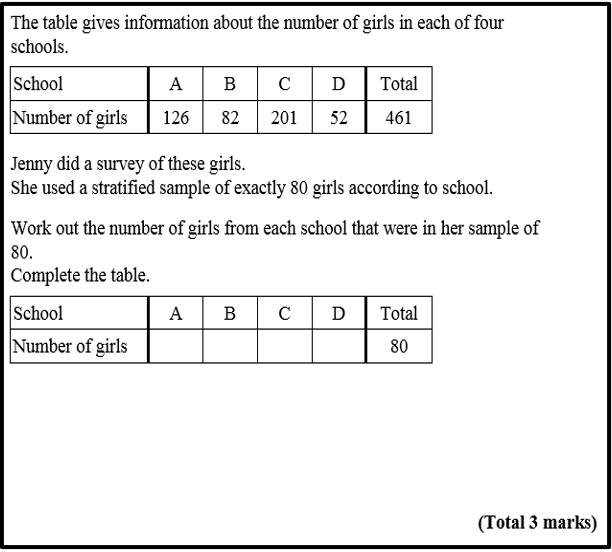 The table gives information about the number of girls in each of four
schools.
School A B C D Total
Number of girls 126 82 201 52 461
Jenny did a survey of these girls.
She used a stratified sample of exactly 80 girls according to school.
Work out the number of girls from each school that were in her sample of
80.
Complete the table.
School A B C D Total
Number of girls 80
(Total 3 marks)